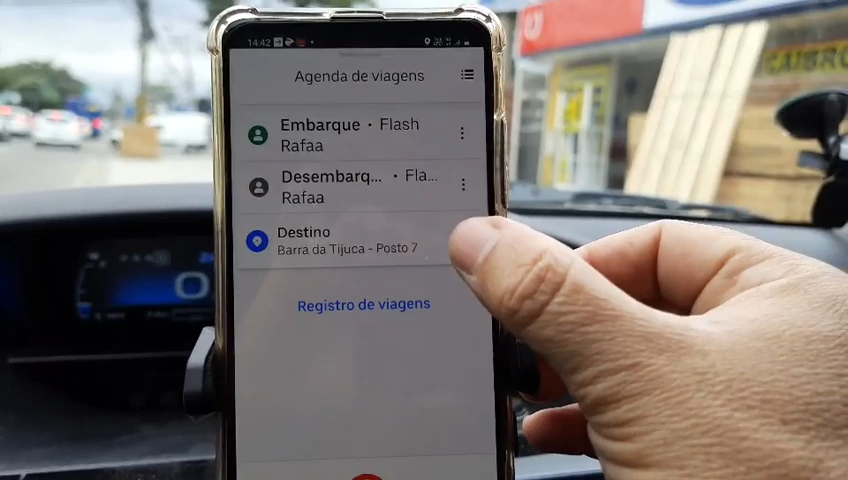 14:42
Agenda de viagens
Embarque • Flash
Rafaa
Desembarq... • Fla...
Rafaa
Destino
Barra da Tijuca - Posto 7
Registro de viagens